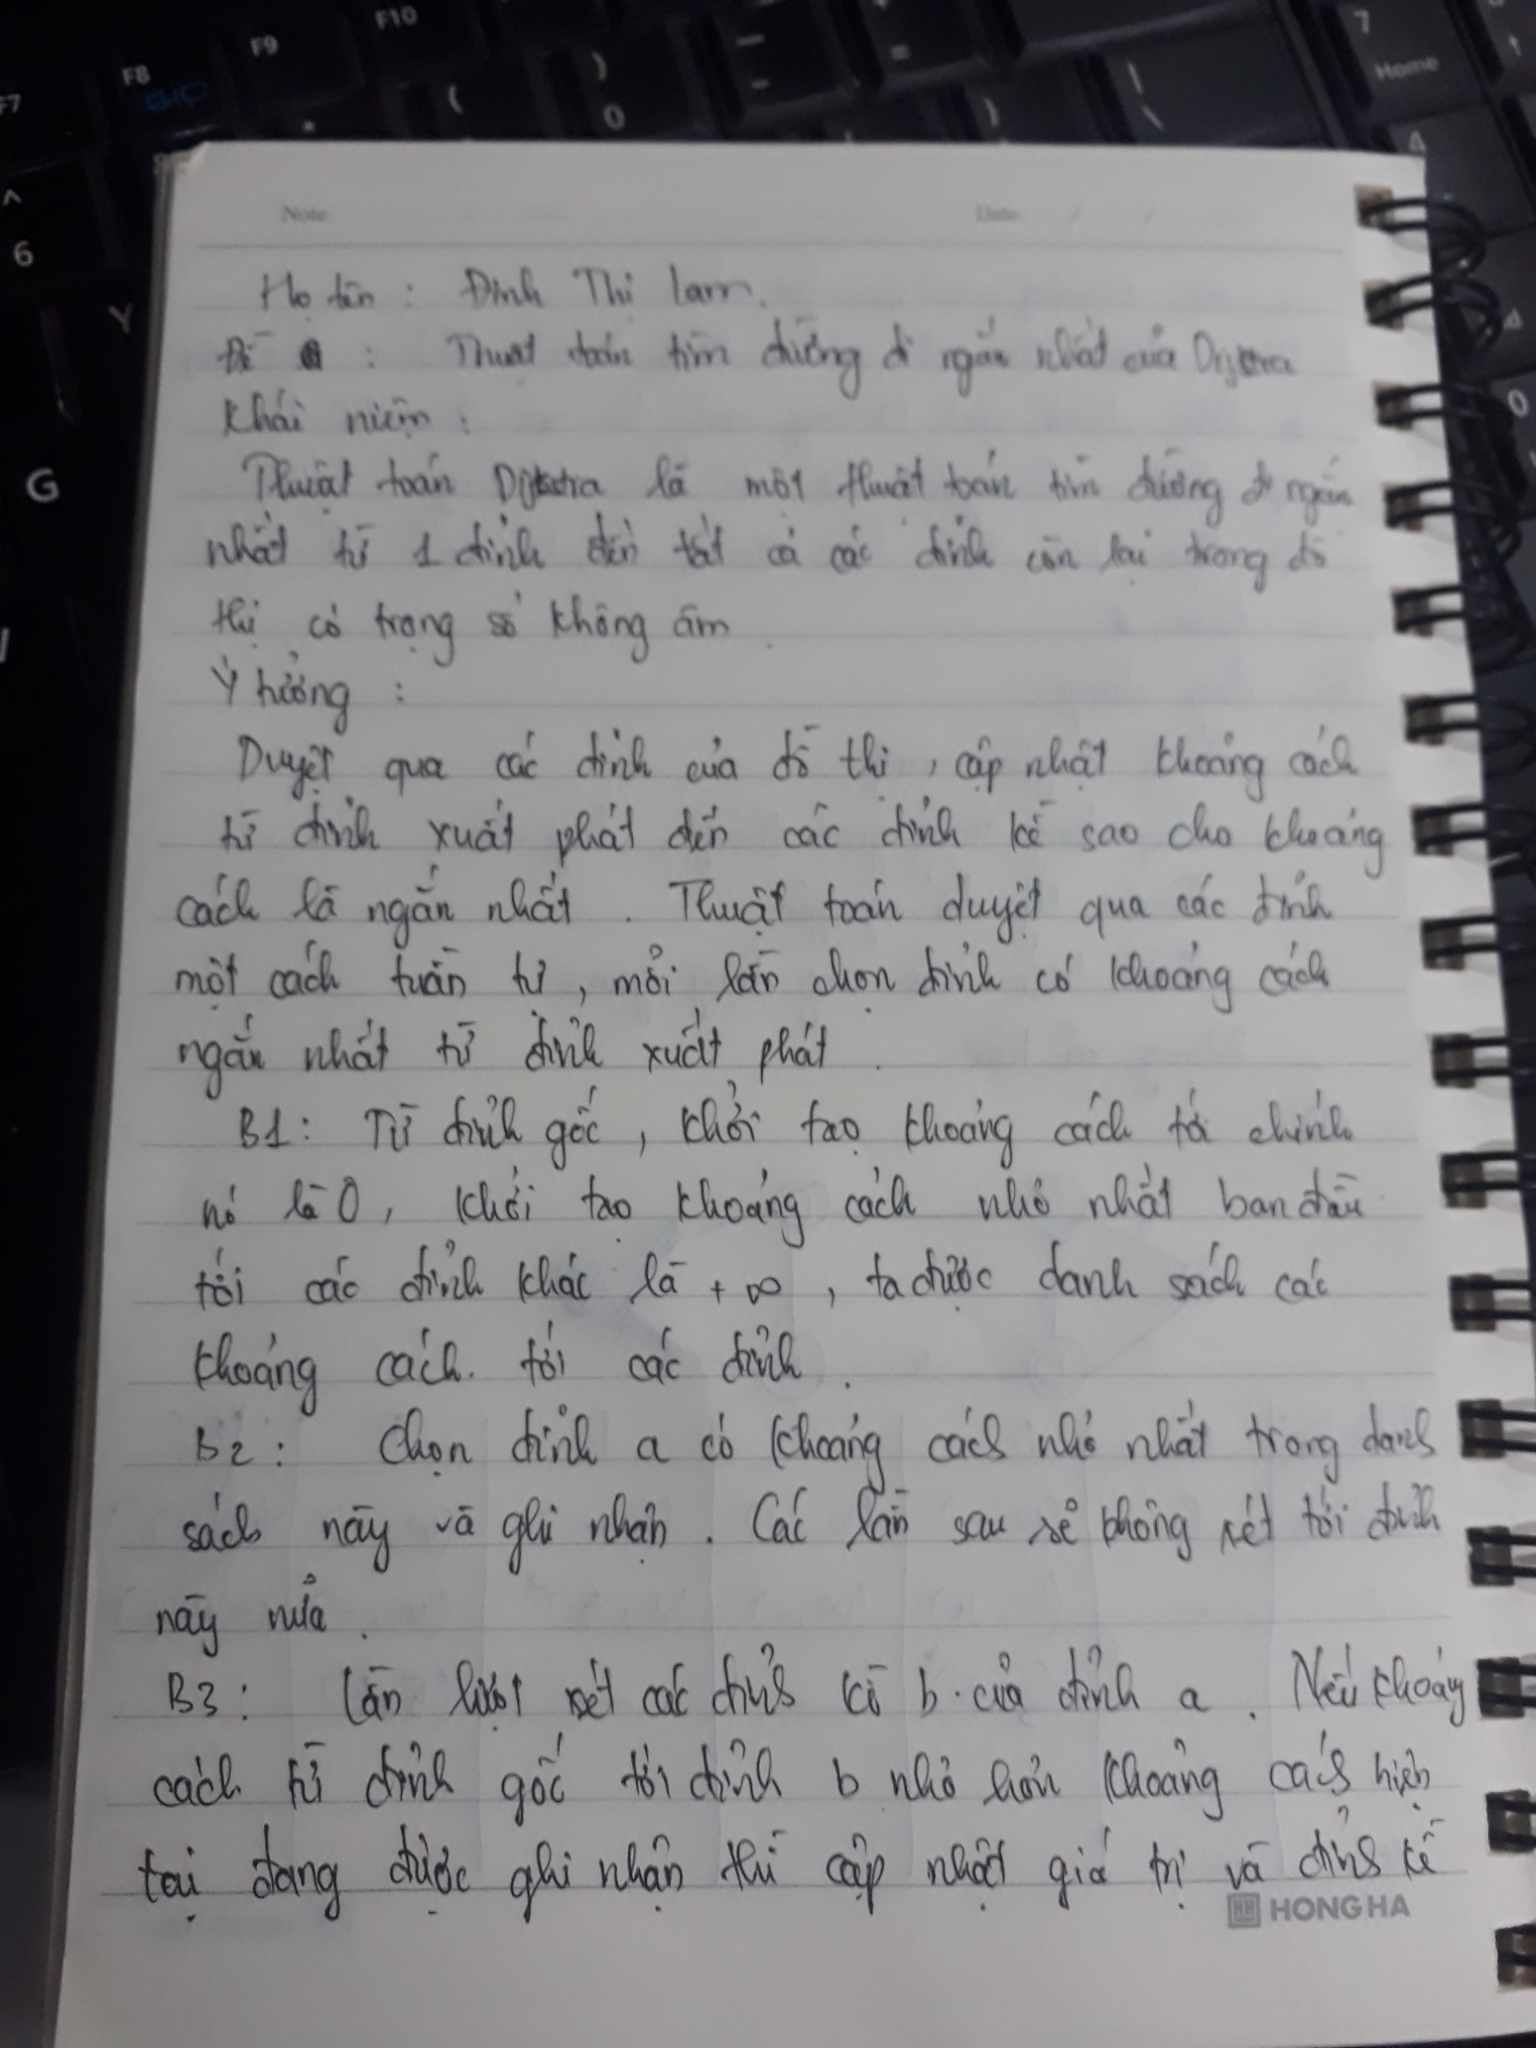 F7
F8
F9
F10
(
)
0
7
Home
6
Y
G
Note
Date / /
Họ tên : Đinh Thị Lam.
Đề : Thuật toán tìm đường đi ngắn nhất của Dijktra
Khái niệm :
Thuật toán Dijktra là một thuật toán tìm đường đi ngắn
nhất từ 1 đỉnh đến tất cả các đỉnh còn lại trong đồ
thị có trọng số không âm.
Ý tưởng :
Duyệt qua các đỉnh của đồ thị, cập nhật khoảng cách
từ đỉnh xuất phát đến các đỉnh kề sao cho khoảng
cách là ngắn nhất. Thuật toán duyệt qua các đỉnh
một cách tuần tự, mỗi lần chọn đỉnh có khoảng cách
ngắn nhất từ đỉnh xuất phát.
B1: Từ đỉnh gốc, khởi tạo khoảng cách tới chính
nó là 0, khởi tạo khoảng cách nhỏ nhất ban đầu
tới các đỉnh khác là +∞, ta được danh sách các
khoảng cách tới các đỉnh.
B2: Chọn đỉnh a có khoảng cách nhỏ nhất trong danh
sách này và ghi nhận. Các lần sau sẽ không xét tới đỉnh
này nữa.
B3: Lần lượt xét các đỉnh kề b của đỉnh a. Nếu khoảng
cách từ đỉnh gốc tới đỉnh b nhỏ hơn khoảng cách hiện
tại đang được ghi nhận thì cập nhật giá trị và đỉnh kề
HH HONG HA